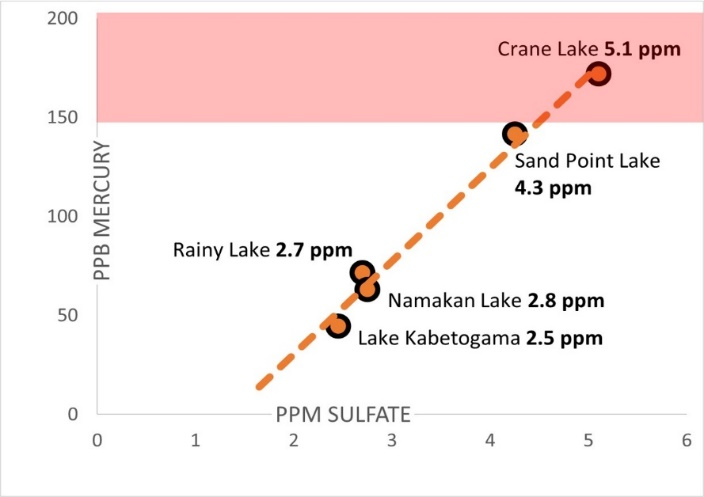 200
Crane Lake 5.1 ppm
150
Sand Point Lake
4.3 ppm
PPB MERCURY
100
Rainy Lake 2.7 ppm
Namakan Lake 2.8 ppm
50
Lake Kabetogama 2.5 ppm
0
PPM SULFATE
0 1 2 3 4 5 6